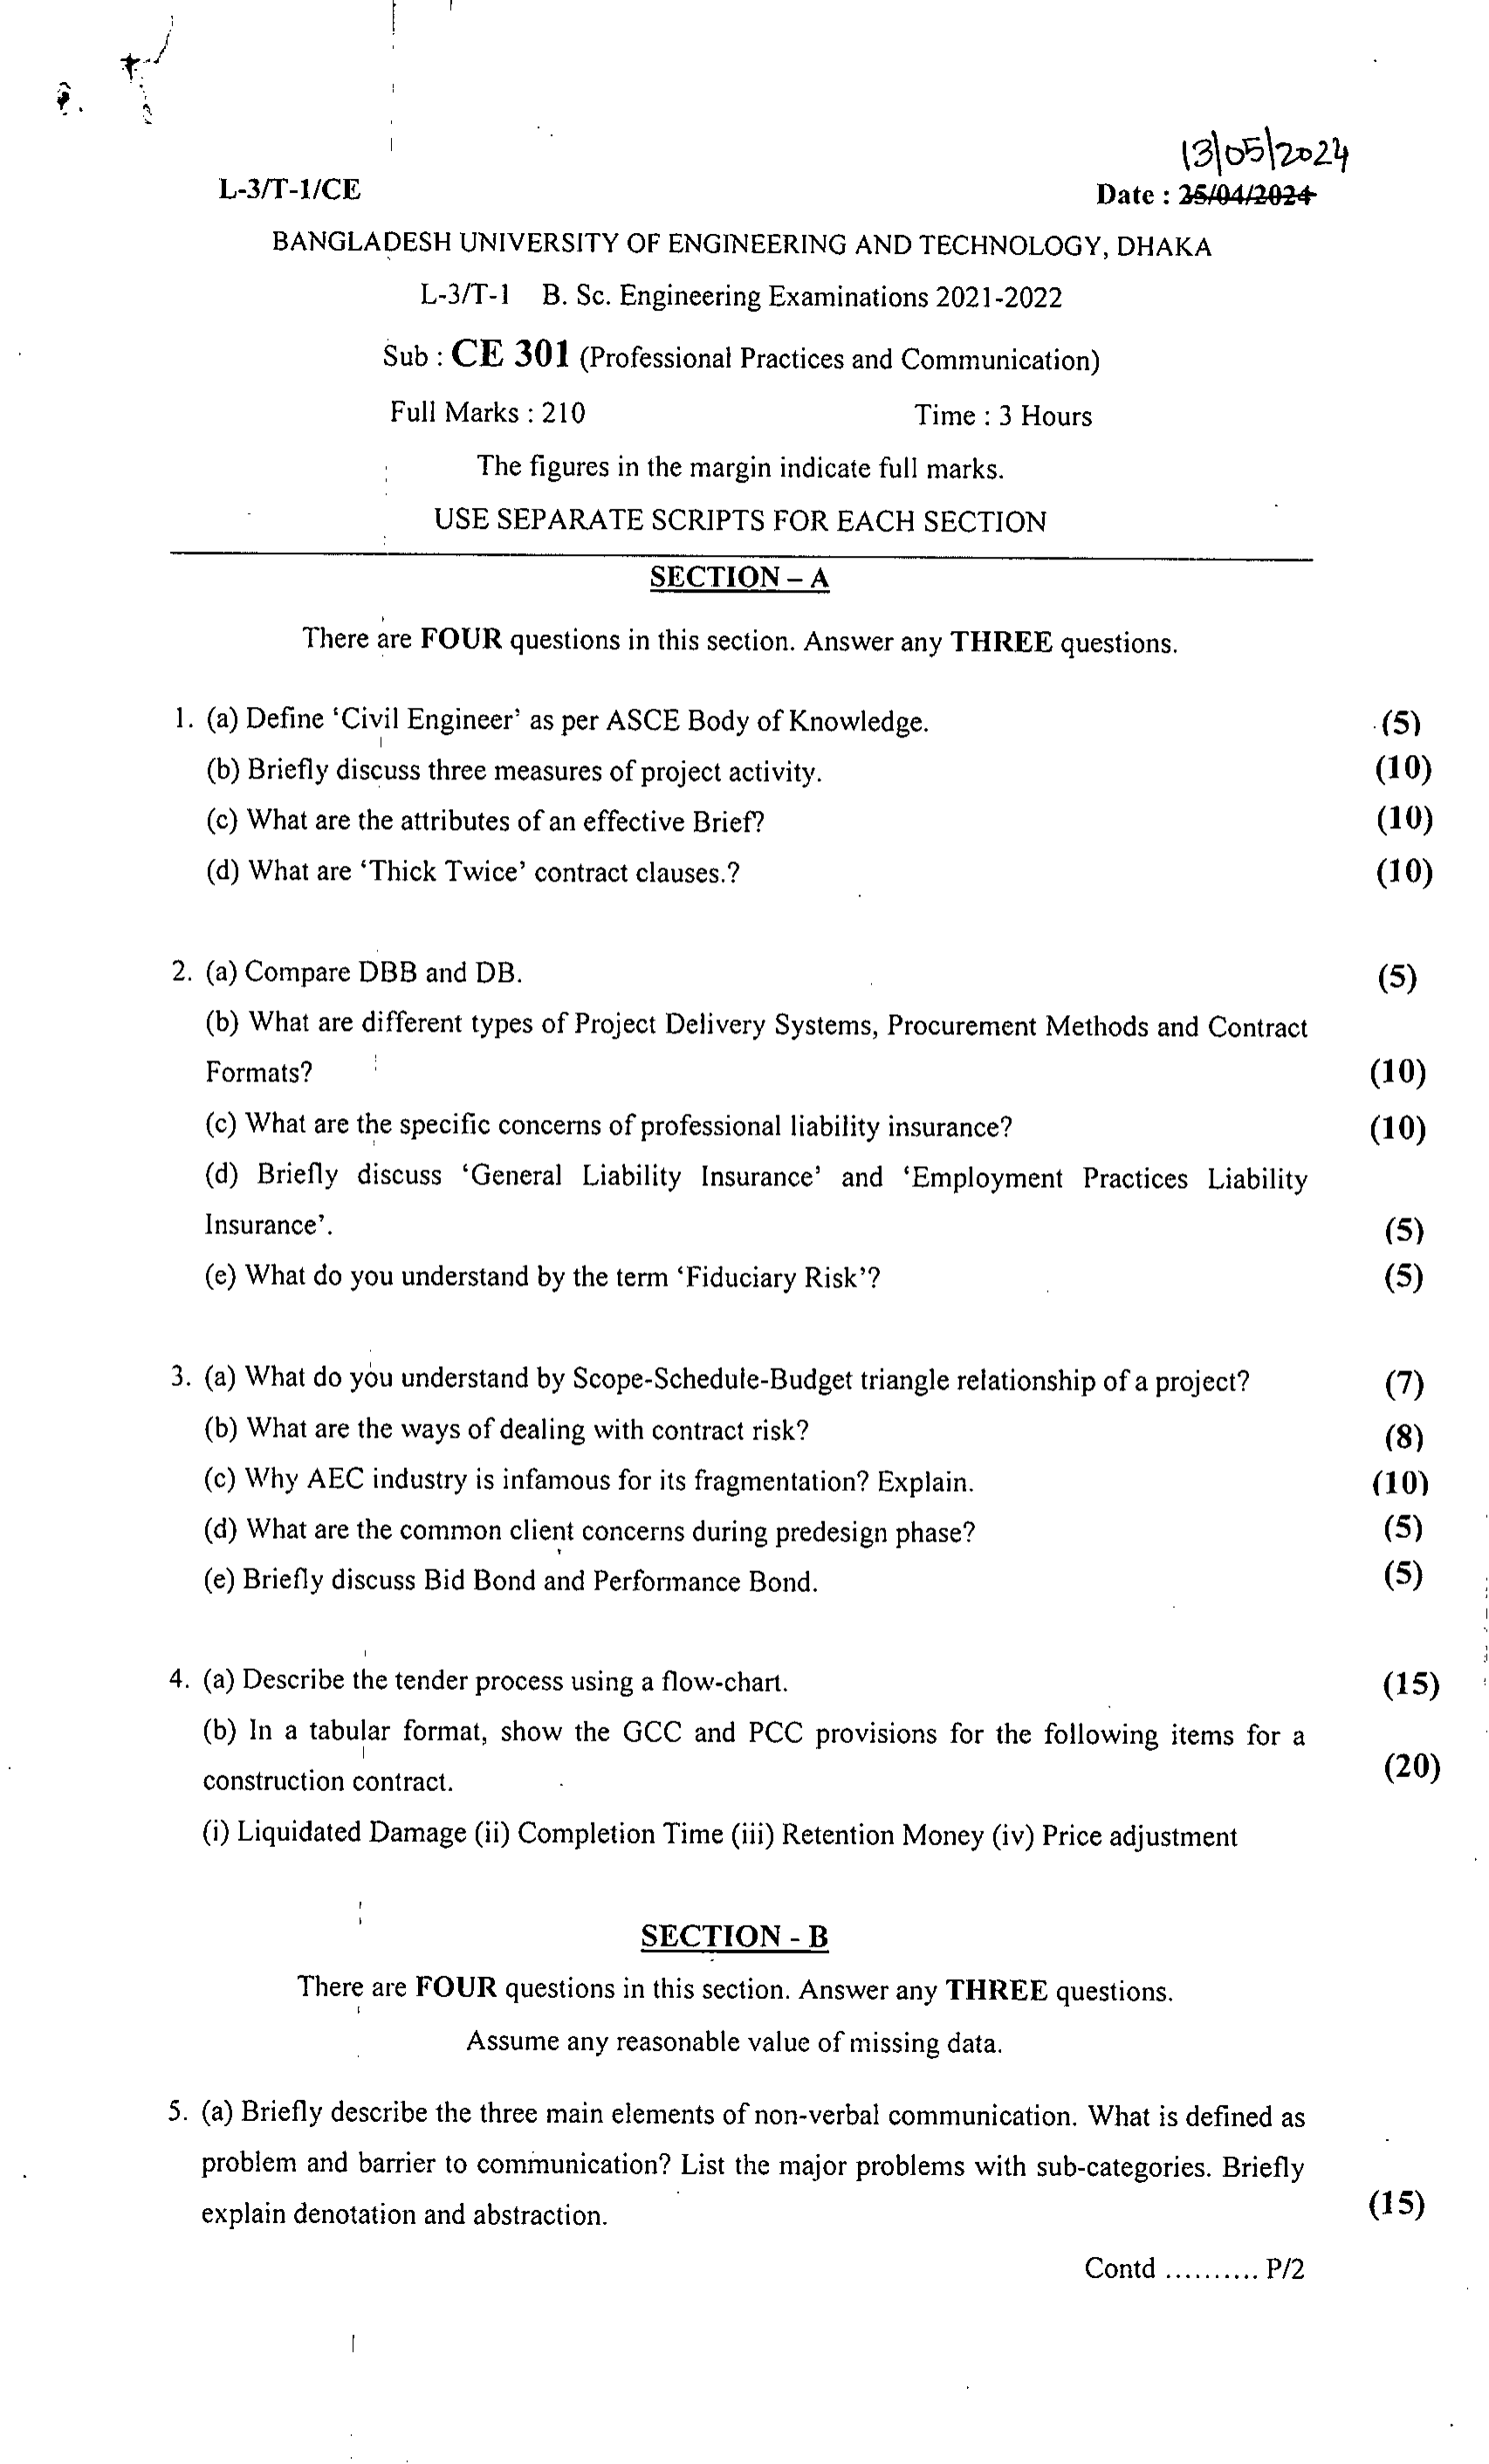 13/05/2024
L-3/T-1/CE Date : 25/04/2024
BANGLADESH UNIVERSITY OF ENGINEERING AND TECHNOLOGY, DHAKA
L-3/T-1 B. Sc. Engineering Examinations 2021-2022
Sub : CE 301 (Professional Practices and Communication)
Full Marks : 210 Time : 3 Hours
The figures in the margin indicate full marks.
USE SEPARATE SCRIPTS FOR EACH SECTION
SECTION – A
There are FOUR questions in this section. Answer any THREE questions.
1. (a) Define ‘Civil Engineer’ as per ASCE Body of Knowledge. (5)
(b) Briefly discuss three measures of project activity. (10)
(c) What are the attributes of an effective Brief? (10)
(d) What are ‘Thick Twice’ contract clauses.? (10)
2. (a) Compare DBB and DB. (5)
(b) What are different types of Project Delivery Systems, Procurement Methods and Contract
Formats? (10)
(c) What are the specific concerns of professional liability insurance? (10)
(d) Briefly discuss ‘General Liability Insurance’ and ‘Employment Practices Liability
Insurance’. (5)
(e) What do you understand by the term ‘Fiduciary Risk’? (5)
3. (a) What do you understand by Scope-Schedule-Budget triangle relationship of a project? (7)
(b) What are the ways of dealing with contract risk? (8)
(c) Why AEC industry is infamous for its fragmentation? Explain. (10)
(d) What are the common client concerns during predesign phase? (5)
(e) Briefly discuss Bid Bond and Performance Bond. (5)
4. (a) Describe the tender process using a flow-chart. (15)
(b) In a tabular format, show the GCC and PCC provisions for the following items for a
construction contract. (20)
(i) Liquidated Damage (ii) Completion Time (iii) Retention Money (iv) Price adjustment
SECTION - B
There are FOUR questions in this section. Answer any THREE questions.
Assume any reasonable value of missing data.
5. (a) Briefly describe the three main elements of non-verbal communication. What is defined as
problem and barrier to communication? List the major problems with sub-categories. Briefly
explain denotation and abstraction. (15)
Contd .......... P/2